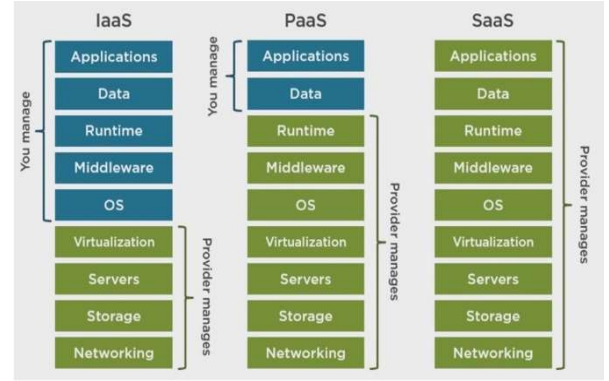 IaaS
PaaS
SaaS
You manage
Applications
Data
Runtime
Middleware
OS
Virtualization
Servers
Storage
Networking
Provider manages
You manage
Applications
Data
Runtime
Middleware
OS
Virtualization
Servers
Storage
Networking
Provider manages
Applications
Data
Runtime
Middleware
OS
Virtualization
Servers
Storage
Networking
Provider manages